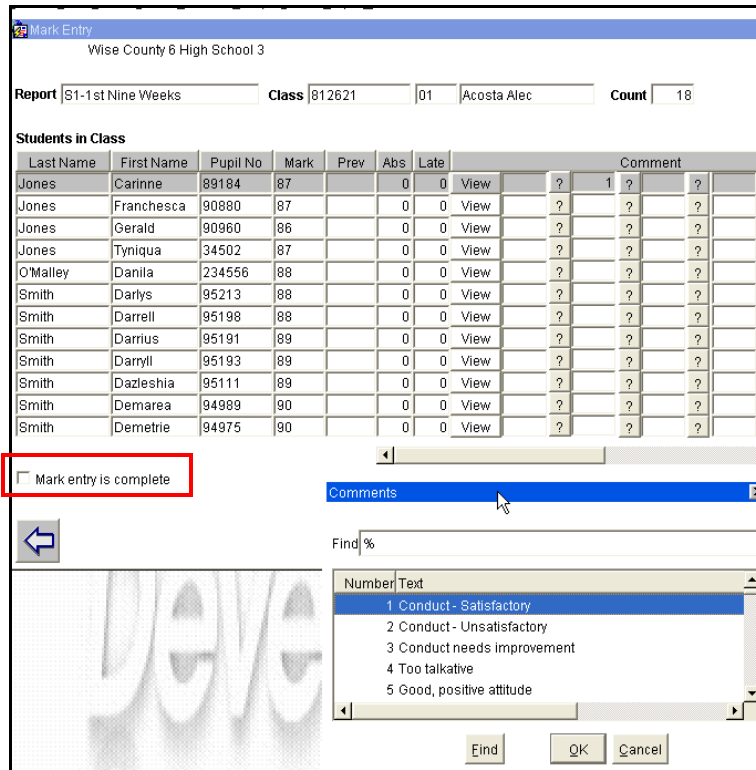 Mark Entry
Wise County 6 High School 3
Report S1-1st Nine Weeks Class 812621 01 Acosta Alec Count 18
Students in Class
Last Name First Name Pupil No Mark Prev Abs Late Comment
Jones Carinne 89184 87 0 0 View ? 1 ? ?
Jones Franchesca 90880 87 0 0 View ? ? ?
Jones Gerald 90960 86 0 0 View ? ? ?
Jones Tyniqua 34502 87 0 0 View ? ? ?
O'Malley Danila 234556 88 0 0 View ? ? ?
Smith Darlys 95213 88 0 0 View ? ? ?
Smith Darrell 95198 88 0 0 View ? ? ?
Smith Darrius 95191 89 0 0 View ? ? ?
Smith Darryll 95193 89 0 0 View ? ? ?
Smith Dazleshia 95111 89 0 0 View ? ? ?
Smith Demarea 94989 90 0 0 View ? ? ?
Smith Demetrie 94975 90 0 0 View ? ? ?
Mark entry is complete
Comments
Find %
Number Text
1 Conduct - Satisfactory
2 Conduct - Unsatisfactory
3 Conduct needs improvement
4 Too talkative
5 Good, positive attitude
Find OK Cancel
Deve